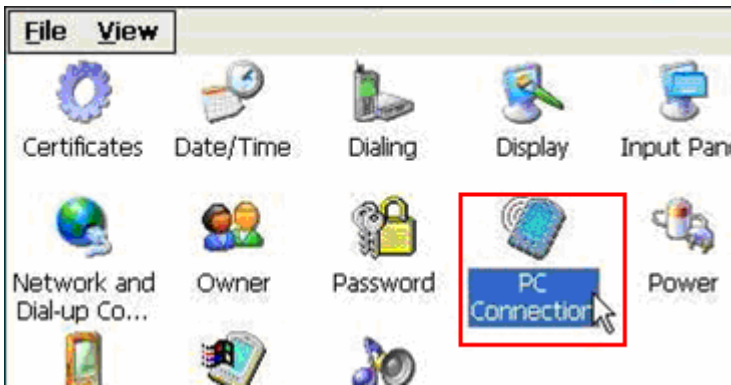 File View
Certificates Date/Time Dialing Display Input Pan
Network and Dial-up Co... Owner Password PC Connection Power